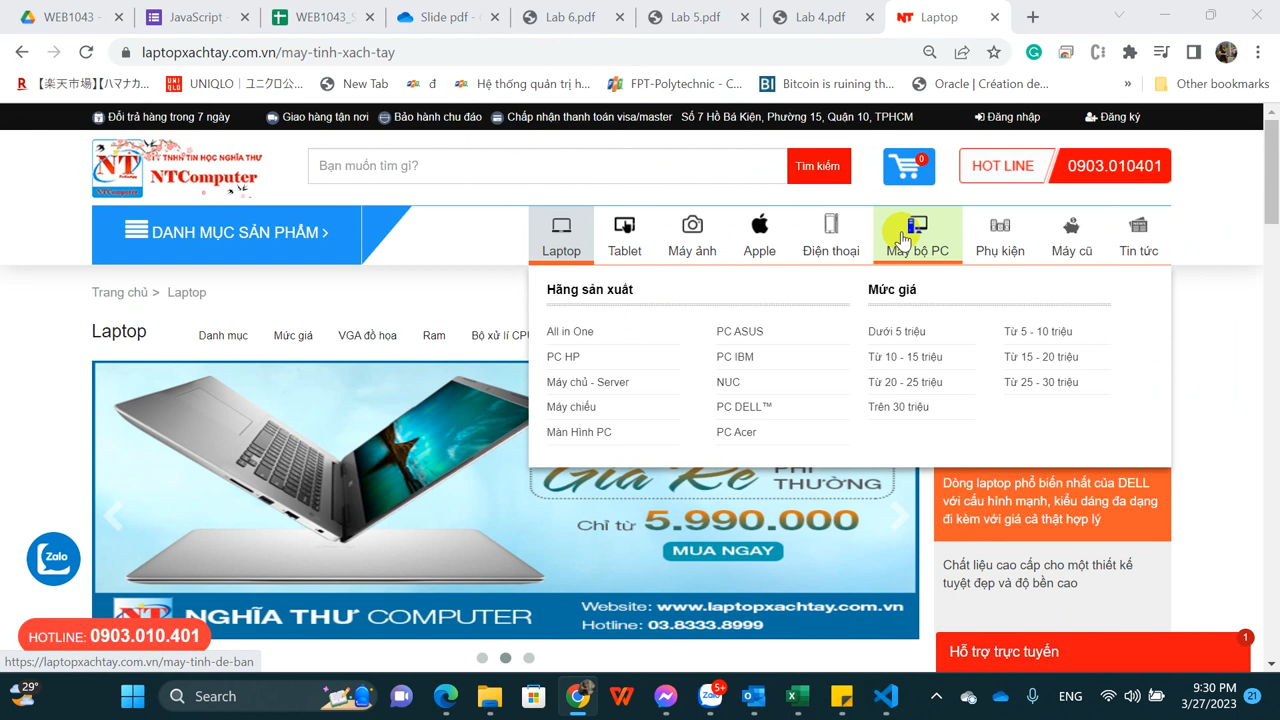 WEB1043 -
JavaScript -
WEB1043_S
Slide pdf - C
Lab 6.pdf
Lab 5.pdf
Lab 4.pdf
NT Laptop
laptopxachtay.com.vn/may-tinh-xach-tay
【楽天市場】【ハマナカ...
UNIQLO｜ユニクロ公...
New Tab
đ
Hệ thống quản trị h...
FPT-Polytechnic - C...
Bitcoin is ruining th...
Oracle | Création de...
»
Other bookmarks
Đổi trả hàng trong 7 ngày
Giao hàng tận nơi
Bảo hành chu đáo
Chấp nhận thanh toán visa/master
Số 7 Hồ Bá Kiện, Phường 15, Quận 10, TPHCM
Đăng nhập
Đăng ký
NT
TY TNHH TIN HỌC NGHĨA THƯ
NTComputer
Bạn muốn tìm gì?
Tìm kiếm
0
HOT LINE
0903.010401
DANH MỤC SẢN PHẨM >
Laptop
Tablet
Máy ảnh
Apple
Điện thoại
Máy bộ PC
Phụ kiện
Máy cũ
Tin tức
Trang chủ > Laptop
Laptop
Danh mục
Mức giá
VGA đồ họa
Ram
Bộ xử lí CPU
Hãng sản xuất
All in One
PC ASUS
PC HP
PC IBM
Máy chủ - Server
NUC
Máy chiếu
PC DELL™
Màn Hình PC
PC Acer
Mức giá
Dưới 5 triệu
Từ 5 - 10 triệu
Từ 10 - 15 triệu
Từ 15 - 20 triệu
Từ 20 - 25 triệu
Từ 25 - 30 triệu
Trên 30 triệu
Giá Rẻ PHI THƯỜNG
Chỉ từ 5.990.000
MUA NGAY
NGHĨA THƯ COMPUTER
Website: www.laptopxachtay.com.vn
Hotline: 03.8333.8999
Dòng laptop phổ biến nhất của DELL
với cấu hình mạnh, kiểu dáng đa dạng
đi kèm với giá cả thật hợp lý
Chất liệu cao cấp cho một thiết kế
tuyệt đẹp và độ bền cao
Zalo
HOTLINE: 0903.010.401
Hỗ trợ trực tuyến
1
https://laptopxachtay.com.vn/may-tinh-de-ban
29°
Search
Zalo
5+
ENG
9:30 PM
3/27/2023
21